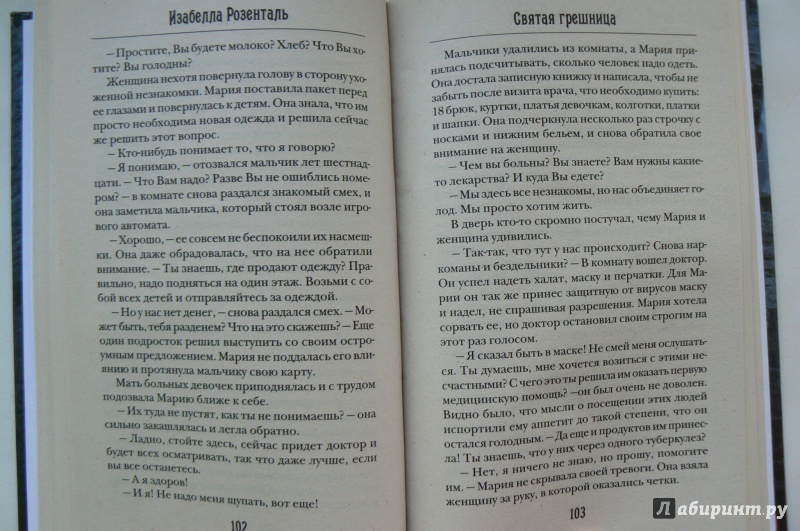 Изабелла Розенталь
— Простите, Вы будете молоко? Хлеб? Что Вы хо-
тите? Вы голодны?
Женщина нехотя повернула голову в сторону ухо-
женной незнакомки. Мария поставила пакет перед
ее глазами и повернулась к детям. Она знала, что им
просто необходима новая одежда и решила сейчас
же решить этот вопрос.
— Кто-нибудь понимает то, что я говорю?
— Я понимаю, — отозвался мальчик лет шестнад-
цати. — Что Вам надо? Разве Вы не ошиблись номе-
ром? — в комнате снова раздался знакомый смех, и она
заметила мальчика, который стоял возле игро-
вого автомата.
— Хорошо, — ее совсем не беспокоили их насмеш-
ки. Она даже обрадовалась, что на нее обратили
внимание. — Ты знаешь, где продают одежду? Пра-
вильно, надо подняться на один этаж. Возьми с со-
бой всех детей и отправляйтесь за одеждой.
— Но у нас нет денег, — снова раздался смех. — Мо-
жет быть, тебя разденем? Что на это скажешь? — Еще
один подросток решил выступить со своим остро-
умным предложением. Мария не поддалась его вли-
янию и протянула мальчику свою карту.
Мать больных девочек приподнялась и с трудом
подозвала Марию ближе к себе.
— Их туда не пустят, как ты не понимаешь? — она
сильно закашлялась и легла обратно.
— Ладно, стойте здесь, сейчас придет доктор и
будет всех осматривать, так что даже лучше, если
вы все останетесь.
— А я здоров!
— И я! Не надо меня щупать, вот еще!
102
Святая грешница
Мальчики удалились из комнаты, а Мария при-
нялась подсчитывать, сколько человек надо одеть.
Она достала записную книжку и написала, чтобы не
забыть после визита врача, что необходимо купить:
18 брюк, куртки, платья девочкам, колготки, платки
и шапки. Она подчеркнула несколько раз строчку с
носками и нижним бельем, и снова обратила свое
внимание на женщину.
— Чем вы больны? Вы знаете? Вам нужны какие-
то лекарства? И куда Вы едете?
— Мы здесь все незнакомы, но нас объединяет го-
лод. Мы просто хотим жить.
В дверь кто-то скромно постучал, чему Мария и
женщина удивились.
— Так-так, что тут у нас происходит? Снова нар-
команы и бездельники? — В комнату вошел доктор.
Он успел надеть халат, маску и перчатки. Для Ма-
рии он так же принес защитную от вирусов маску
и надел, не спрашивая разрешения. Мария хотела
сорвать ее, но доктор остановил своим строгим на
этот раз голосом.
— Я сказал быть в маске! Не смей меня ослушать-
ся. Ты думаешь, мне хочется возиться с этими не-
счастными? С чего это ты решила им оказать первую
медицинскую помощь? —он был очень не доволен.
Видно было, что мысли о посещении этих людей
испортили ему аппетит до такой степени, что он
остался голодным. — Да еще и продуктов им принес-
ла! Ты знаешь, что у них через одного туберкулез?
— Нет, я ничего не знаю, но прошу, помогите
им. — Мария не скрывала своей тревоги. Она взяла
женщину за руку, в которой оказались четки.
103
Лабиринт.ру